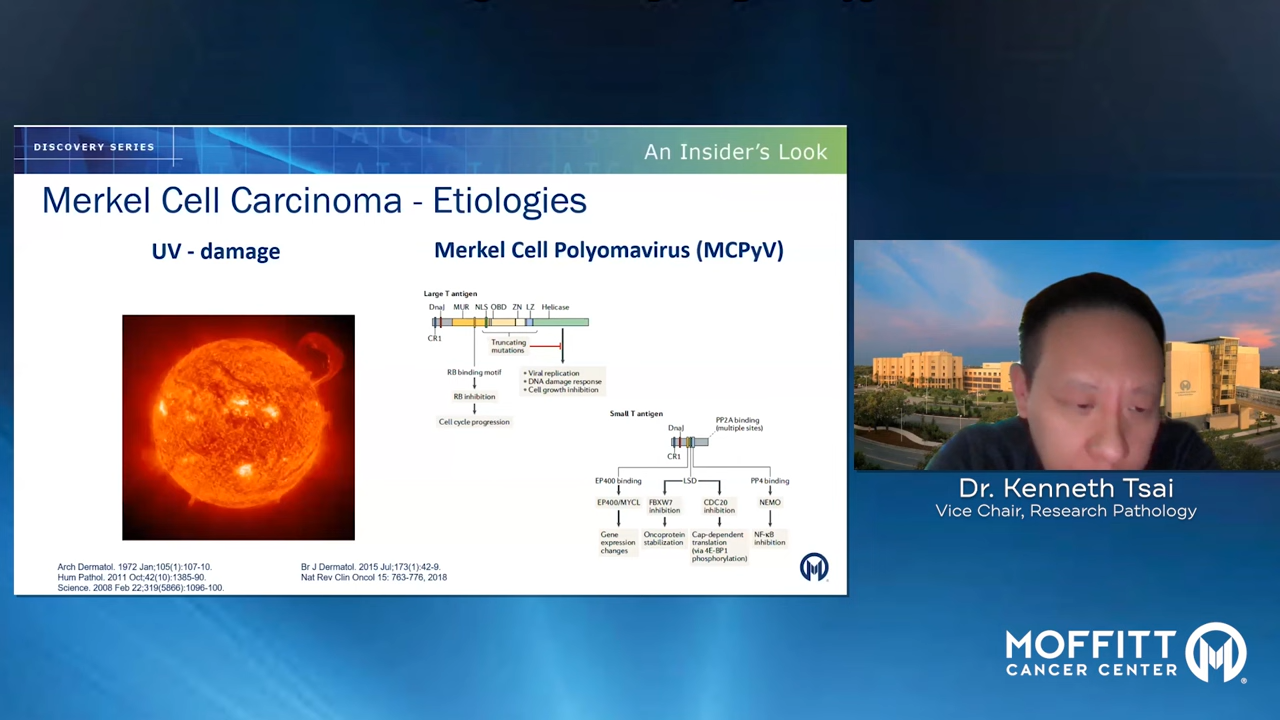 DISCOVERY SERIES
An Insider's Look
Merkel Cell Carcinoma - Etiologies
UV - damage
Merkel Cell Polyomavirus (MCPyV)
Large T antigen
DnaJ MUR NLS OBD ZN LZ Helicase
CR1
Truncating
mutations
RB binding motif
RB inhibition
Cell cycle progression
• Viral replication
• DNA damage response
• Cell growth inhibition
Small T antigen
DnaJ
PP2A binding
(multiple sites)
CR1
EP400 binding
LSD
PP4 binding
EP400/MYCL
FBXW7
inhibition
CDC20
inhibition
NEMO
Gene
expression
changes
Oncoprotein
stabilization
Cap-dependent
translation
(via 4E-BP1
phosphorylation)
NF-κB
inhibition
Arch Dermatol. 1972 Jan;105(1):107-10.
Hum Pathol. 2011 Oct;42(10):1385-90.
Science. 2008 Feb 22;319(5866):1096-100.
Br J Dermatol. 2015 Jul;173(1):42-9.
Nat Rev Clin Oncol 15: 763-776, 2018
Dr. Kenneth Tsai
Vice Chair, Research Pathology
MOFFITT
CANCER CENTER